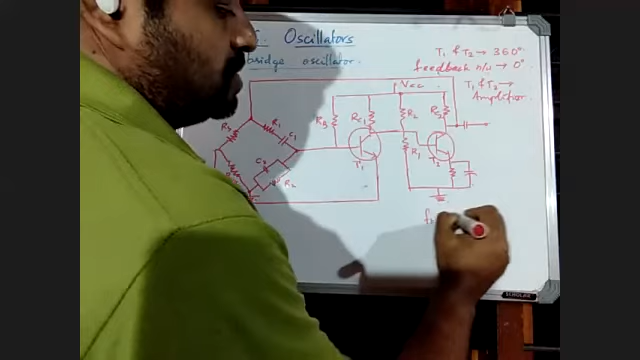 Oscillators
bridge oscillator.
T₁ & T₂ → 360°
feedback n/w → 0°
T₁ & T₂ →
Amplifier
VCC
R3
R1
C1
RB
RC1
R2
RC2
C2
R2
T1
R1
T2
SCHOLAR